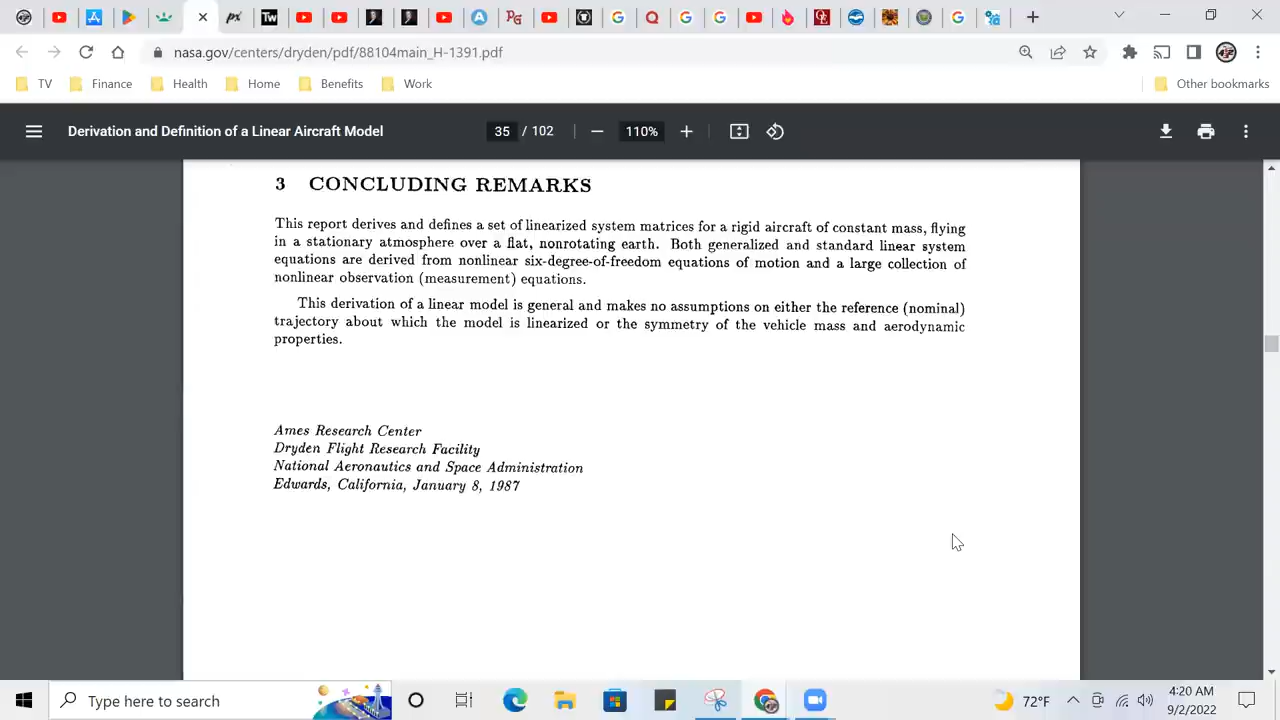 nasa.gov/centers/dryden/pdf/88104main_H-1391.pdf
TV Finance Health Home Benefits Work Other bookmarks
Derivation and Definition of a Linear Aircraft Model 35 / 102 110%
3 CONCLUDING REMARKS
This report derives and defines a set of linearized system matrices for a rigid aircraft of constant mass, flying
in a stationary atmosphere over a flat, nonrotating earth. Both generalized and standard linear system
equations are derived from nonlinear six-degree-of-freedom equations of motion and a large collection of
nonlinear observation (measurement) equations.
This derivation of a linear model is general and makes no assumptions on either the reference (nominal)
trajectory about which the model is linearized or the symmetry of the vehicle mass and aerodynamic
properties.
Ames Research Center
Dryden Flight Research Facility
National Aeronautics and Space Administration
Edwards, California, January 8, 1987
Type here to search
72°F
4:20 AM
9/2/2022